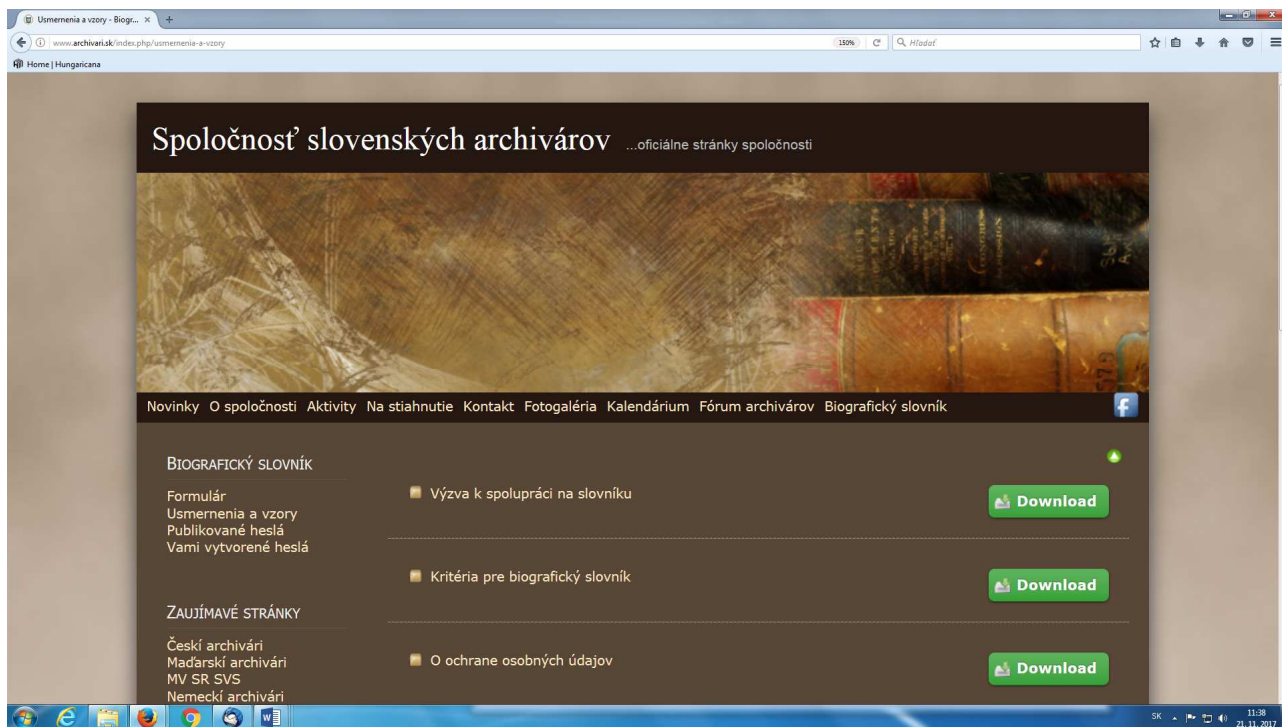 Usmernenia a vzory - Biogr...
www.archivari.sk/index.php/usmernenia-a-vzory
150%
Hľadať
Home | Hungaricana
Spoločnosť slovenských archivárov ...oficiálne stránky spoločnosti
Novinky O spoločnosti Aktivity Na stiahnutie Kontakt Fotogaléria Kalendárium Fórum archivárov Biografický slovník
BIOGRAFICKÝ SLOVNÍK
Formulár
Usmernenia a vzory
Publikované heslá
Vami vytvorené heslá
ZAUJÍMAVÉ STRÁNKY
Českí archivári
Maďarskí archivári
MV SR SVS
Nemeckí archivári
Výzva k spolupráci na slovníku
Download
Kritéria pre biografický slovník
Download
O ochrane osobných údajov
Download
CONGRESS
578
SK
11:38
21. 11. 2017